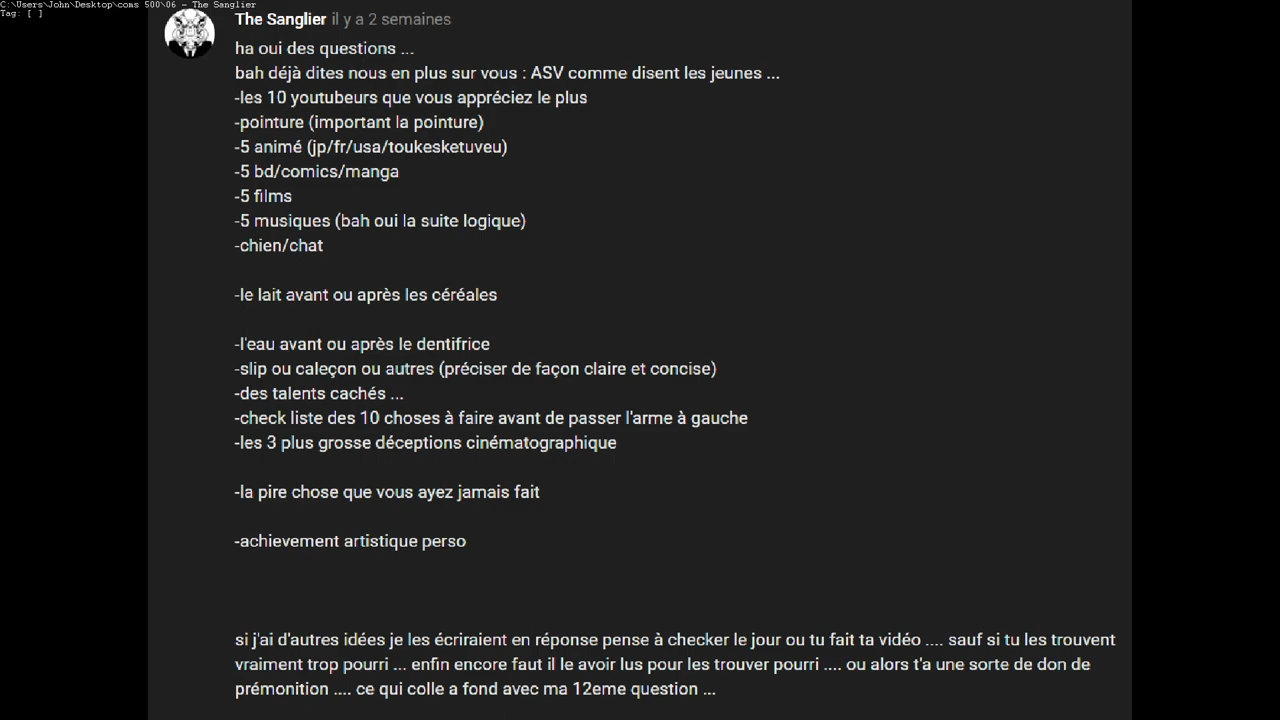 C:\Users\John\Desktop\coms 500\06 - The Sanglier
Tag: [ ]
The Sanglier il y a 2 semaines
ha oui des questions ...
bah déjà dites nous en plus sur vous : ASV comme disent les jeunes ...
-les 10 youtubeurs que vous appréciez le plus
-pointure (important la pointure)
-5 animé (jp/fr/usa/toukesketuveu)
-5 bd/comics/manga
-5 films
-5 musiques (bah oui la suite logique)
-chien/chat
-le lait avant ou après les céréales
-l'eau avant ou après le dentifrice
-slip ou caleçon ou autres (préciser de façon claire et concise)
-des talents cachés ...
-check liste des 10 choses à faire avant de passer l'arme à gauche
-les 3 plus grosse déceptions cinématographique
-la pire chose que vous ayez jamais fait
-achievement artistique perso
si j'ai d'autres idées je les écriraient en réponse pense à checker le jour ou tu fait ta vidéo .... sauf si tu les trouvent
vraiment trop pourri ... enfin encore faut il le avoir lus pour les trouver pourri .... ou alors t'a une sorte de don de
prémonition .... ce qui colle a fond avec ma 12eme question ...